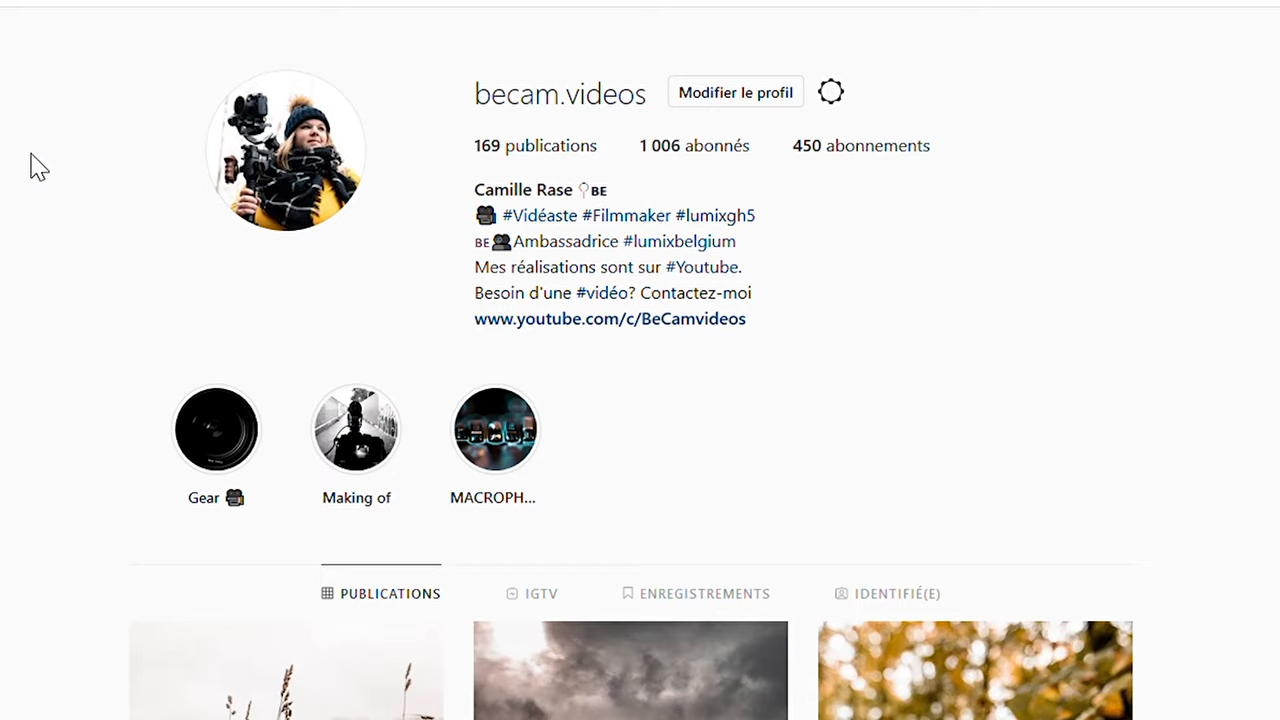 becam.videos Modifier le profil
169 publications 1 006 abonnés 450 abonnements
Camille Rase BE
#Vidéaste #Filmmaker #lumixgh5
BE Ambassadrice #lumixbelgium
Mes réalisations sont sur #Youtube.
Besoin d'une #vidéo? Contactez-moi
www.youtube.com/c/BeCamvideos
Gear Making of MACROPH...
PUBLICATIONS IGTV ENREGISTREMENTS IDENTIFIÉ(E)